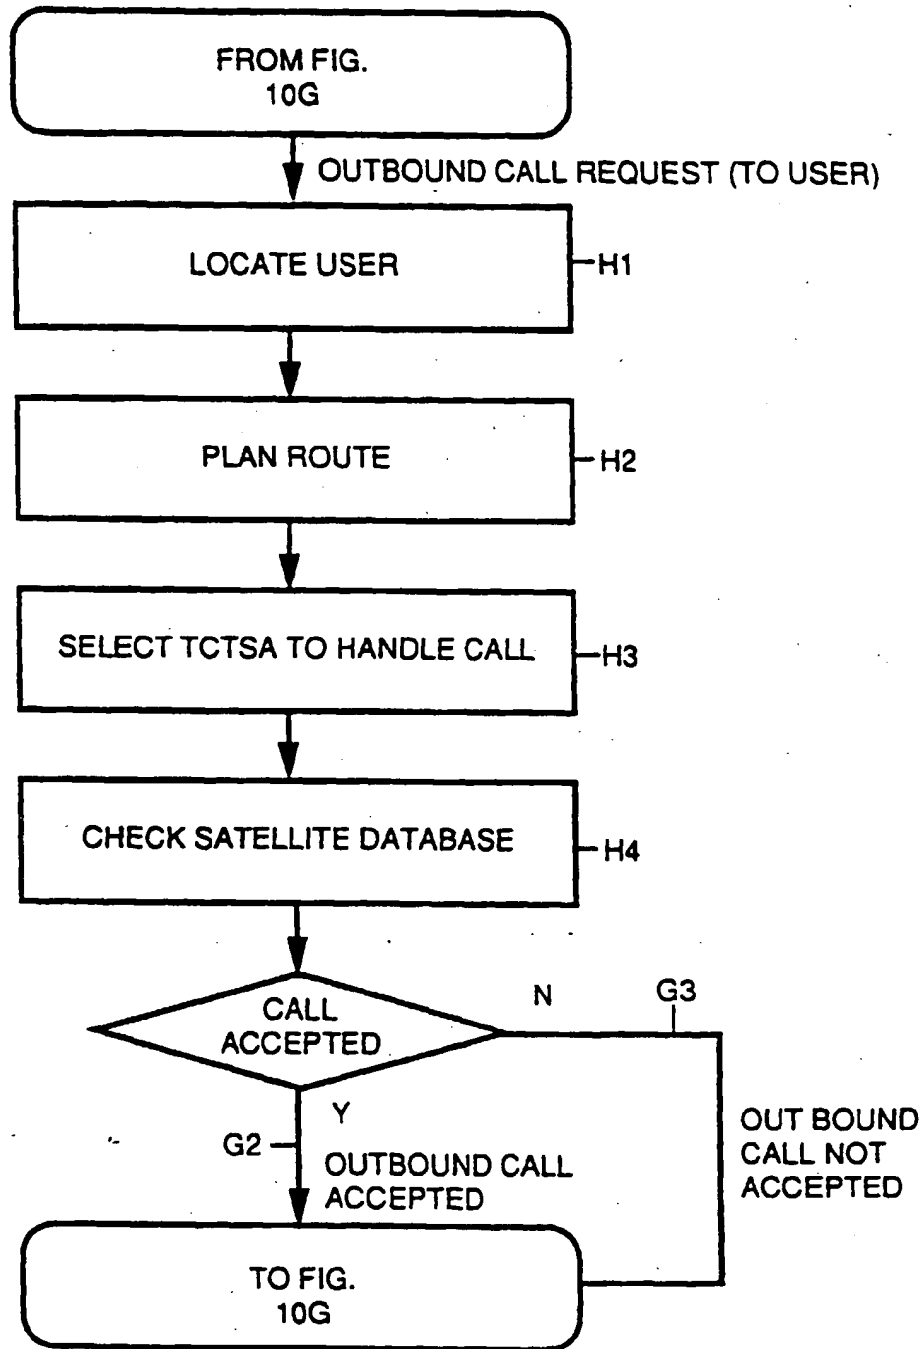 FROM FIG.
10G
OUTBOUND CALL REQUEST (TO USER)
LOCATE USER
H1
PLAN ROUTE
H2
SELECT TCTSA TO HANDLE CALL
H3
CHECK SATELLITE DATABASE
H4
CALL
ACCEPTED
N
G3
Y
G2
OUTBOUND CALL
ACCEPTED
OUT BOUND
CALL NOT
ACCEPTED
TO FIG.
10G